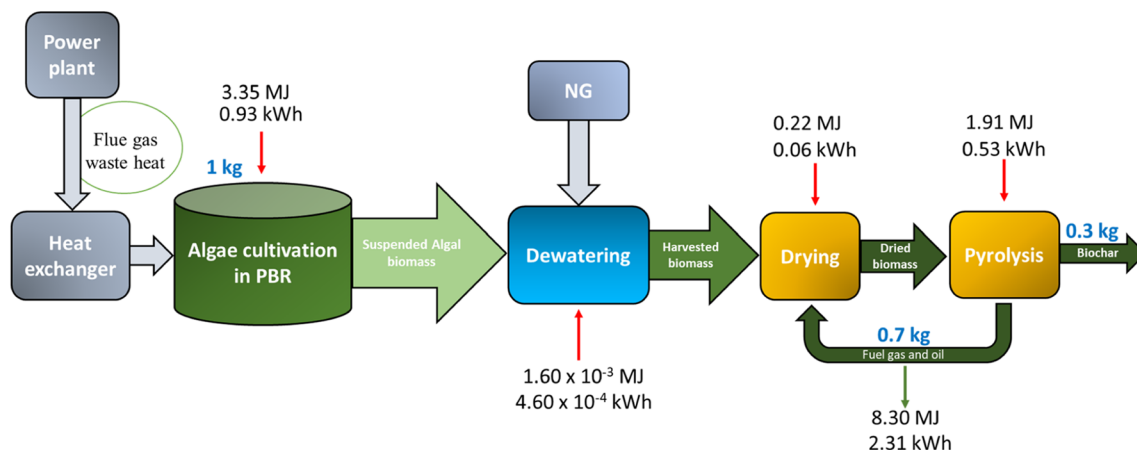 Power
plant
Flue gas
waste heat
Heat
exchanger
3.35 MJ
0.93 kWh
1 kg
Algae cultivation
in PBR
Suspended Algal
biomass
NG
Dewatering
1.60 x 10⁻³ MJ
4.60 x 10⁻⁴ kWh
Harvested
biomass
0.22 MJ
0.06 kWh
Drying
Dried
biomass
1.91 MJ
0.53 kWh
Pyrolysis
0.3 kg
Biochar
0.7 kg
Fuel gas and oil
8.30 MJ
2.31 kWh